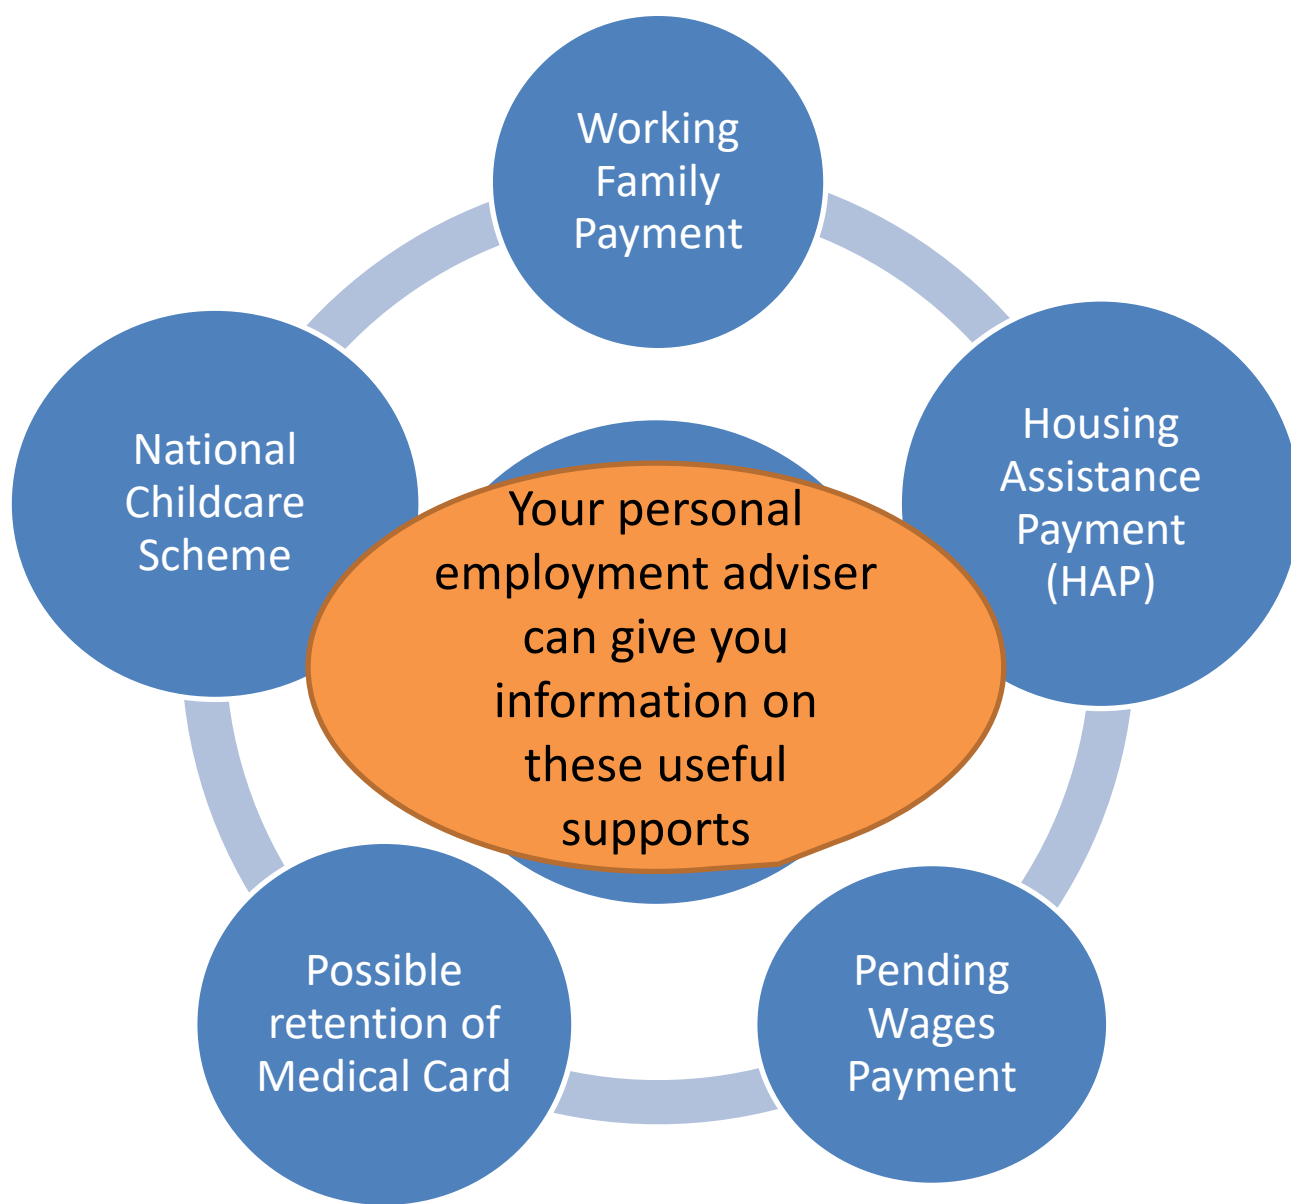 Working
Family
Payment
Housing
Assistance
Payment
(HAP)
Pending
Wages
Payment
Possible
retention of
Medical Card
National
Childcare
Scheme
Your personal
employment adviser
can give you
information on
these useful
supports